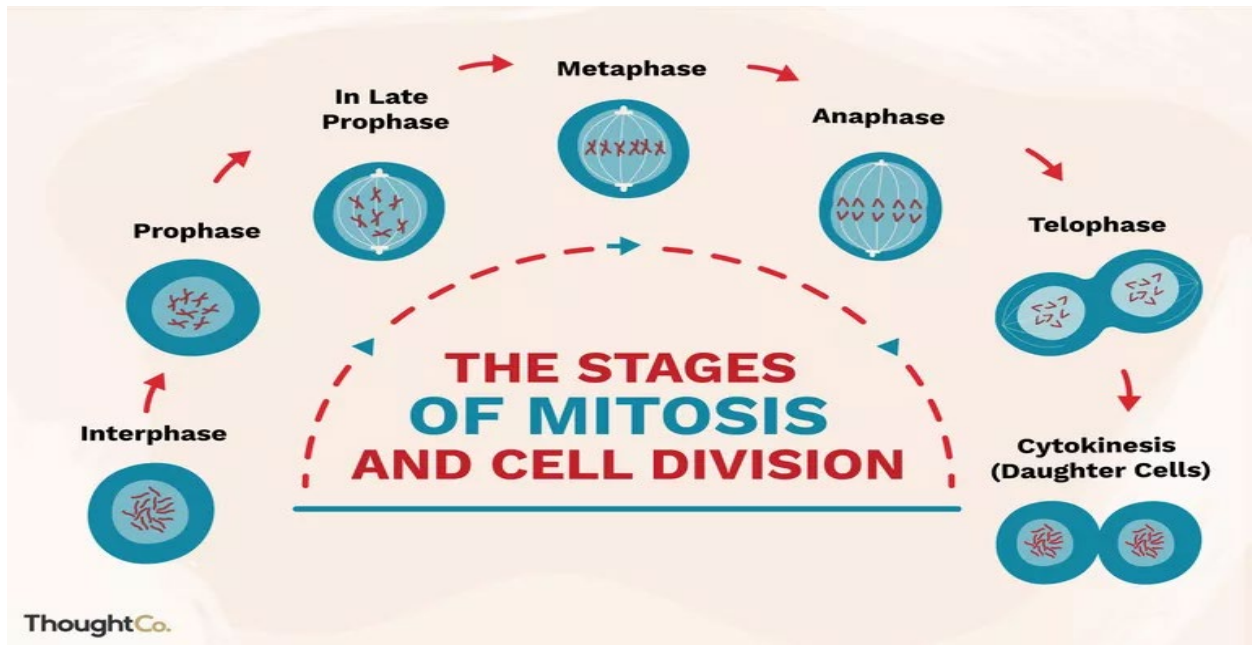 Metaphase
In Late
Prophase
Anaphase
Prophase
Telophase
THE STAGES
OF MITOSIS
AND CELL DIVISION
Interphase
Cytokinesis
(Daughter Cells)
ThoughtCo.